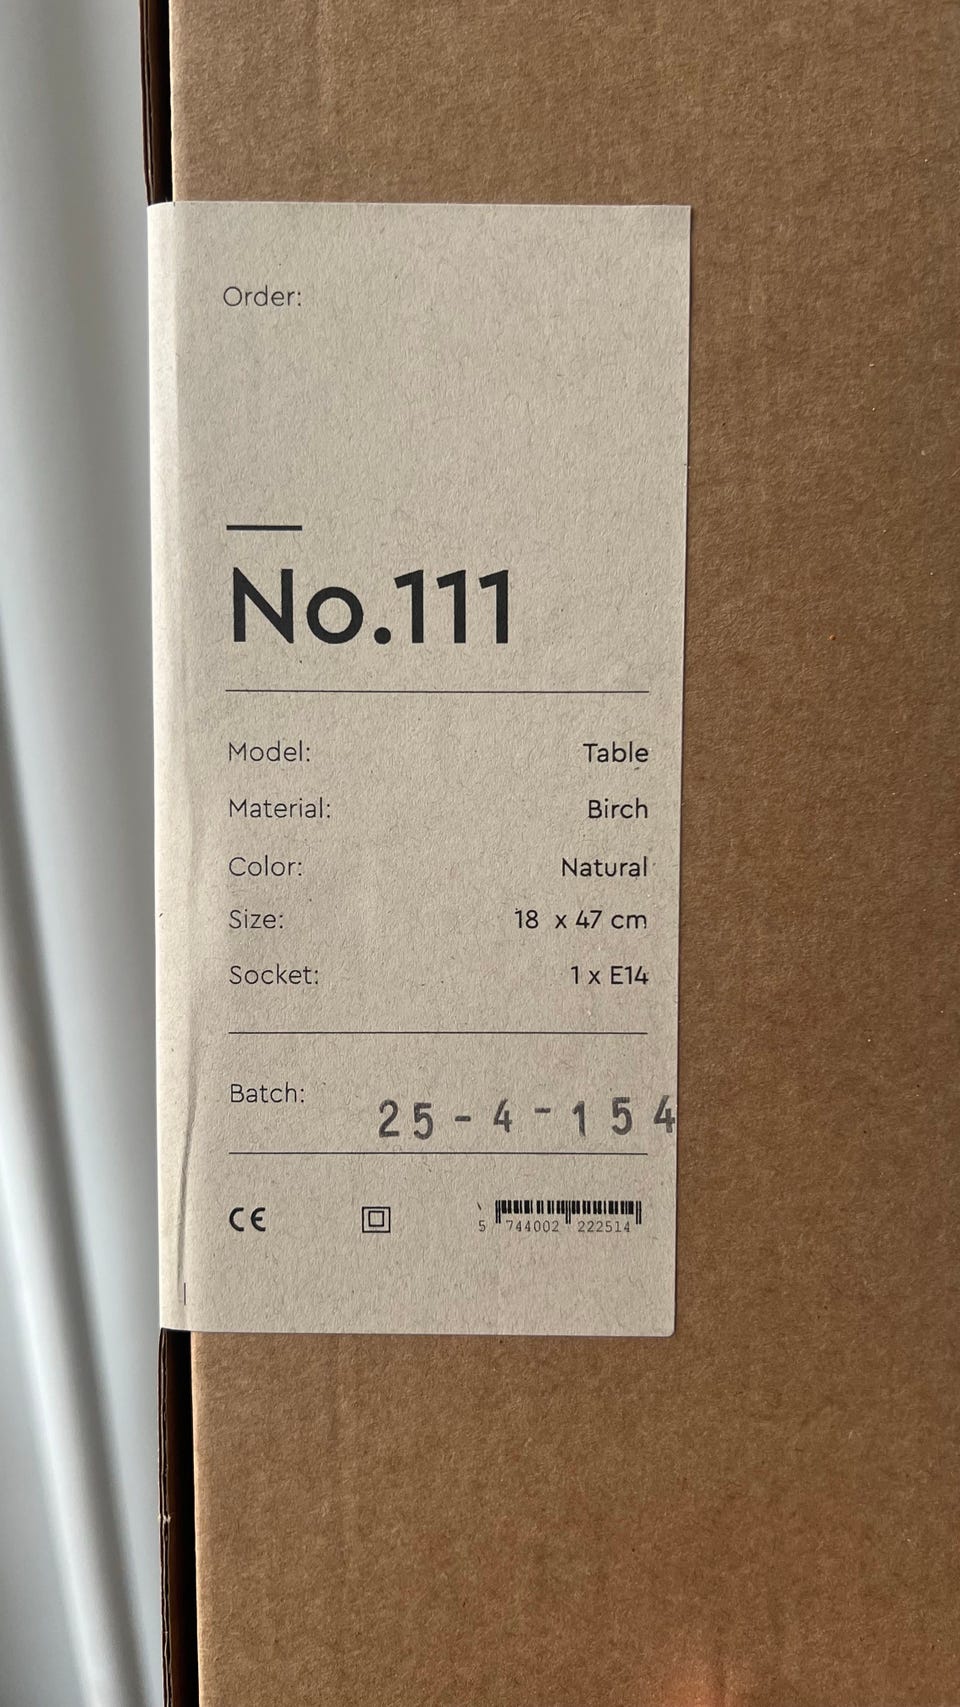 Order:
No.111
Model: Table
Material: Birch
Color: Natural
Size: 18 x 47 cm
Socket: 1 x E14
Batch: 25-4-154
CE
5 744002 222514